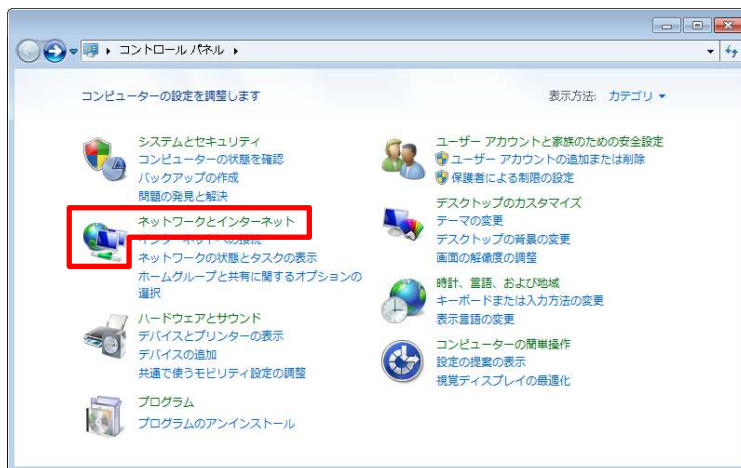 コントロール パネル
コンピューターの設定を調整します
表示方法: カテゴリ
システムとセキュリティ
コンピューターの状態を確認
バックアップの作成
問題の発見と解決
ネットワークとインターネット
インターネットへの接続
ネットワークの状態とタスクの表示
ホームグループと共有に関するオプションの
選択
ハードウェアとサウンド
デバイスとプリンターの表示
デバイスの追加
共通で使うモビリティ設定の調整
プログラム
プログラムのアンインストール
ユーザー アカウントと家族のための安全設定
ユーザー アカウントの追加または削除
保護者による制限の設定
デスクトップのカスタマイズ
テーマの変更
デスクトップの背景の変更
画面の解像度の調整
時計、言語、および地域
キーボードまたは入力方法の変更
表示言語の変更
コンピューターの簡単操作
設定の提案の表示
視覚ディスプレイの最適化